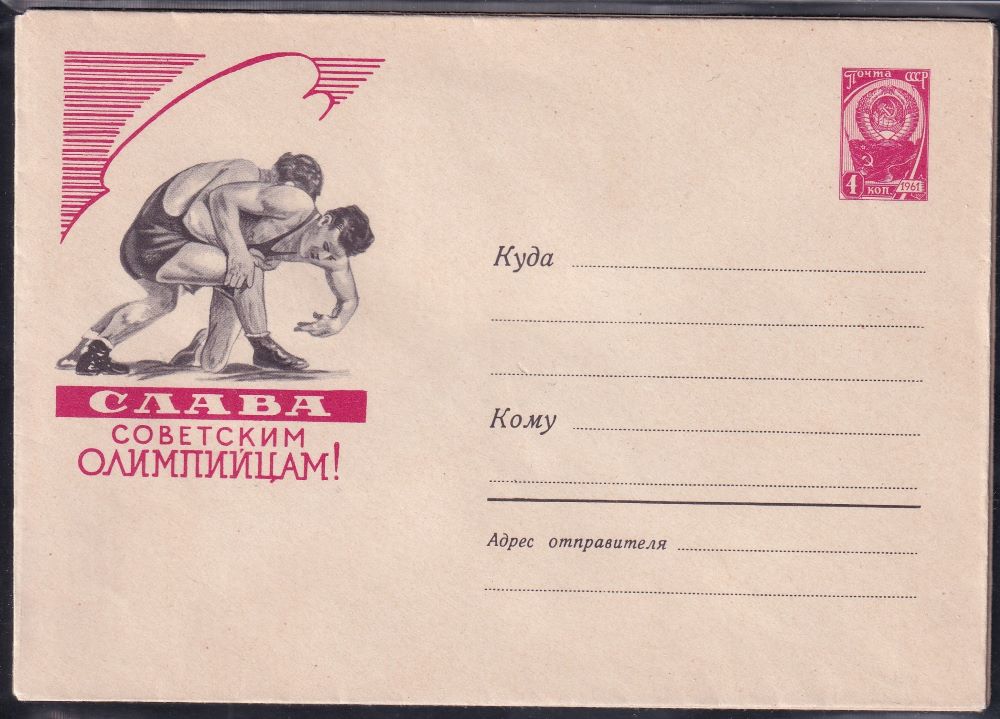 Почта СССР
4 коп. 1961
Куда
Кому
СЛАВА
СОВЕТСКИМ
ОЛИМПИЙЦАМ!
Адрес отправителя